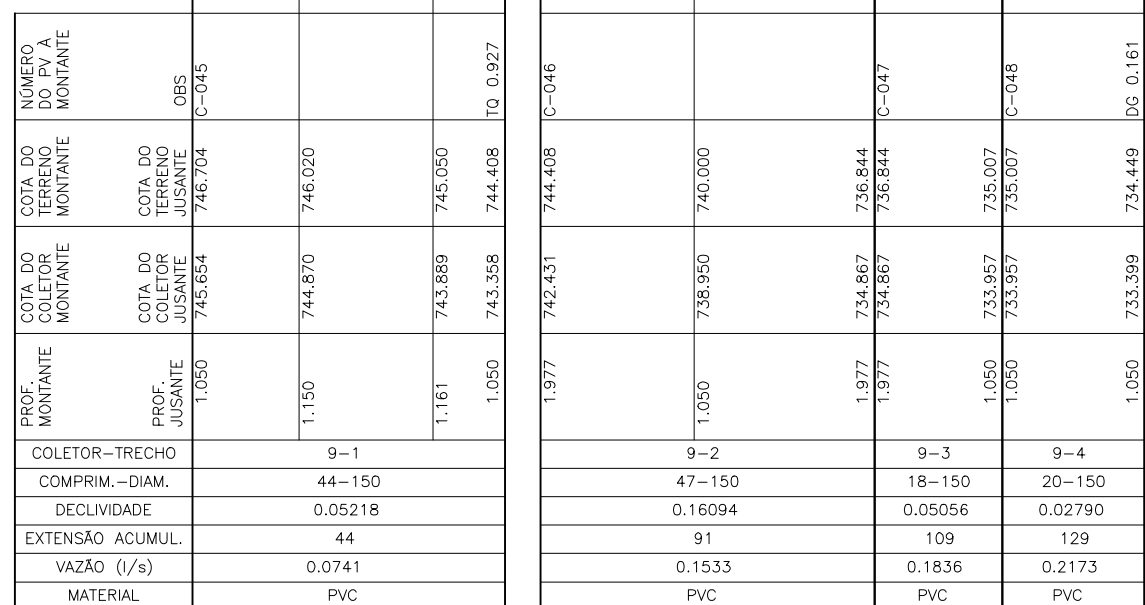 NÚMERO
DO PV A
MONTANTE
OBS
C-045
TQ 0.927
C-046
C-047
C-048
DG 0.161
COTA DO
TERRENO
MONTANTE
COTA DO
TERRENO
JUSANTE
746.704
746.020
745.050
744.408
744.408
740.000
736.844
736.844
735.007
735.007
734.449
COTA DO
COLETOR
MONTANTE
COTA DO
COLETOR
JUSANTE
745.654
744.870
743.889
743.358
742.431
738.950
734.867
734.867
733.957
733.957
733.399
PROF.
MONTANTE
PROF.
JUSANTE
1.050
1.150
1.161
1.050
1.977
1.050
1.977
1.977
1.050
1.050
1.050
COLETOR-TRECHO 9-1 9-2 9-3 9-4
COMPRIM.-DIAM. 44-150 47-150 18-150 20-150
DECLIVIDADE 0.05218 0.16094 0.05056 0.02790
EXTENSÃO ACUMUL. 44 91 109 129
VAZÃO (l/s) 0.0741 0.1533 0.1836 0.2173
MATERIAL PVC PVC PVC PVC